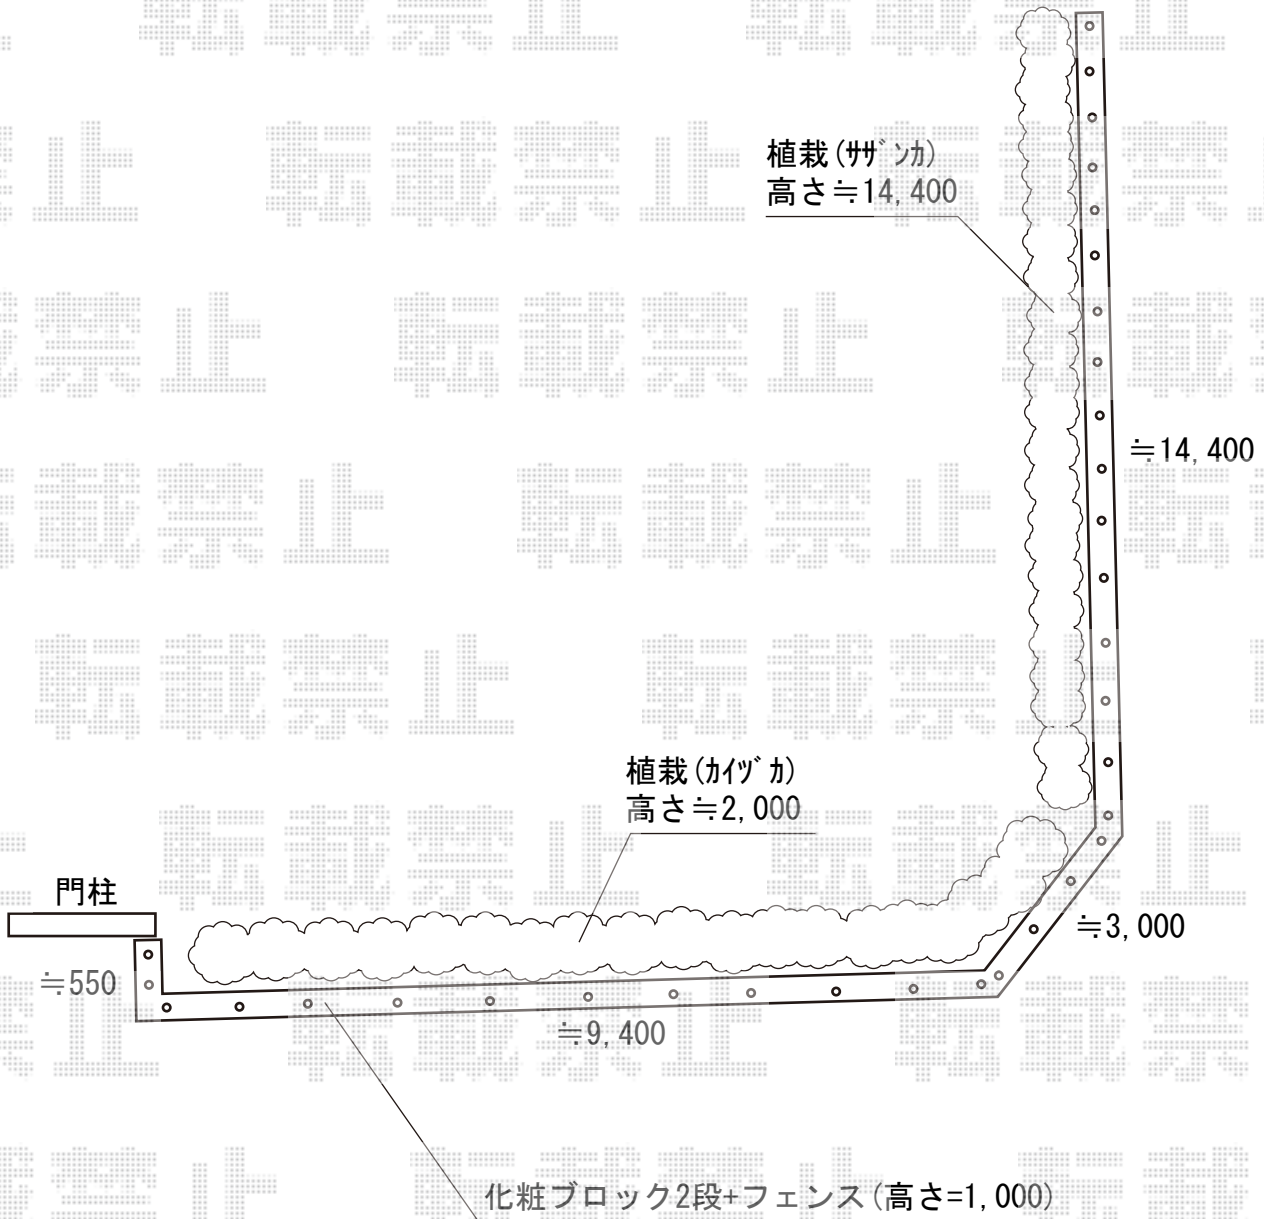 植栽(ｻｻﾞﾝｶ)
高さ≒14,400
≒14,400
植栽(ｶｲﾂﾞｶ)
高さ≒2,000
門柱
≒550
≒3,000
≒9,400
化粧ブロック2段+フェンス(高さ=1,000)
転載禁止